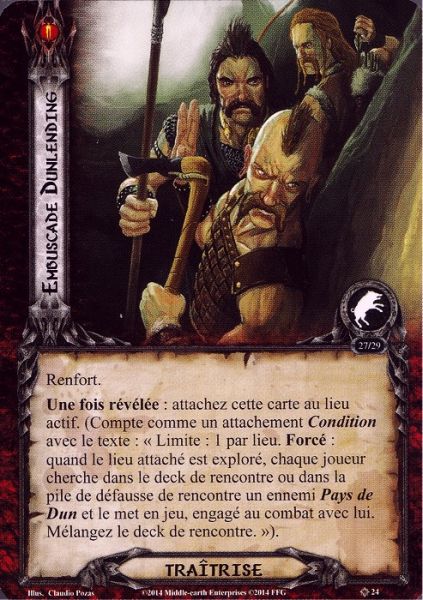 EMBUSCADE DUNLENDING
27/29
Renfort.
Une fois révélée : attachez cette carte au lieu
actif. (Compte comme un attachement Condition
avec le texte : « Limite : 1 par lieu. Forcé :
quand le lieu attaché est exploré, chaque joueur
cherche dans le deck de rencontre ou dans la
pile de défausse de rencontre un ennemi Pays de
Dun et le met en jeu, engagé au combat avec lui.
Mélangez le deck de rencontre. »).
TRAÎTRISE
Illus. Claudio Pozas ©2014 Middle-earth Enterprises ©2014 FFG 24